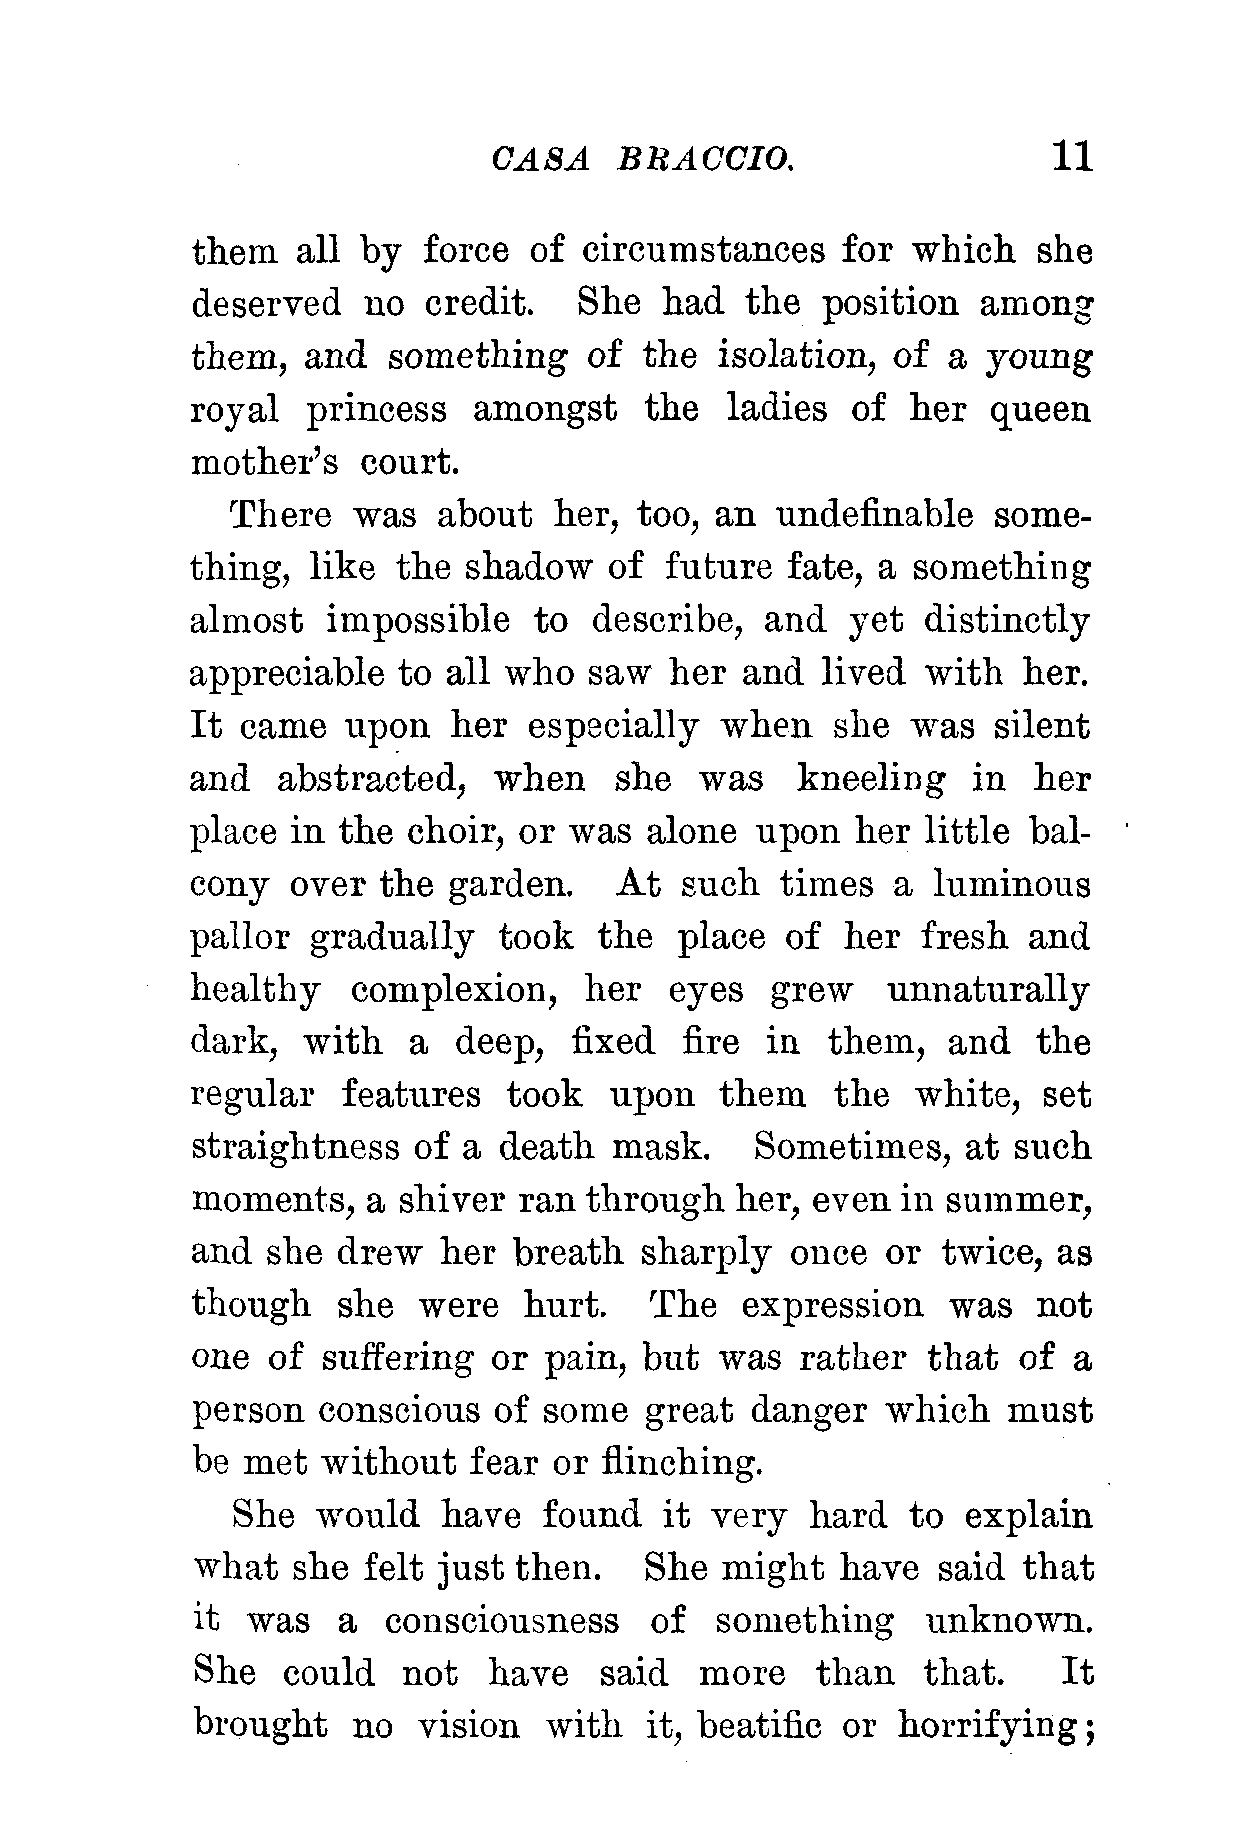 CASA BRACCIO. 11
them all by force of circumstances for which she
deserved no credit. She had the position among
them, and something of the isolation, of a young
royal princess amongst the ladies of her queen
mother's court.
There was about her, too, an undefinable some-
thing, like the shadow of future fate, a something
almost impossible to describe, and yet distinctly
appreciable to all who saw her and lived with her.
It came upon her especially when she was silent
and abstracted, when she was kneeling in her
place in the choir, or was alone upon her little bal-
cony over the garden. At such times a luminous
pallor gradually took the place of her fresh and
healthy complexion, her eyes grew unnaturally
dark, with a deep, fixed fire in them, and the
regular features took upon them the white, set
straightness of a death mask. Sometimes, at such
moments, a shiver ran through her, even in summer,
and she drew her breath sharply once or twice, as
though she were hurt. The expression was not
one of suffering or pain, but was rather that of a
person conscious of some great danger which must
be met without fear or flinching.
She would have found it very hard to explain
what she felt just then. She might have said that
it was a consciousness of something unknown.
She could not have said more than that. It
brought no vision with it, beatific or horrifying;